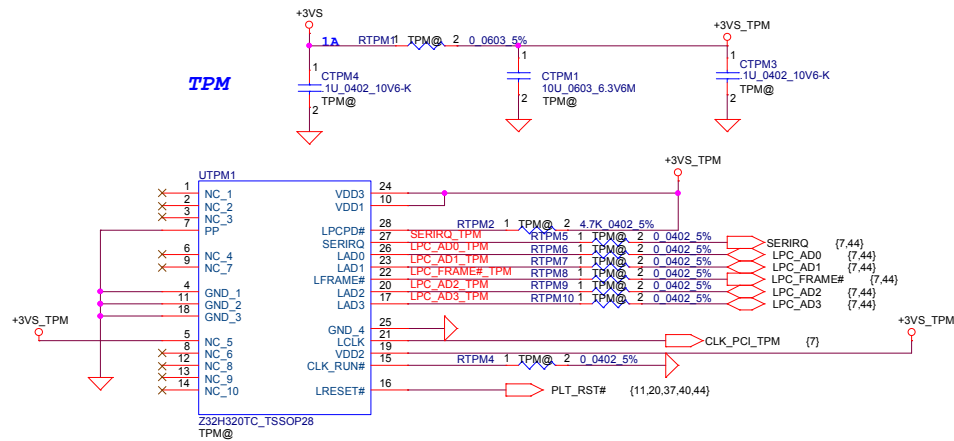 +3VS
+3VS_TPM
1A
RTPM1 1 TPM@ 2 0_0603_5%
TPM
1
CTPM4
.1U_0402_10V6-K
2
TPM@
1
CTPM1
10U_0603_6.3V6M
2
TPM@
1
CTPM3
.1U_0402_10V6-K
2
TPM@
+3VS_TPM
UTPM1
1 NC_1
2 NC_2
3 NC_3
7 PP
6 NC_4
9 NC_7
4 GND_1
11 GND_2
18 GND_3
+3VS_TPM
5 NC_5
8 NC_6
12 NC_8
13 NC_9
14 NC_10
VDD3 24
VDD1 10
LPCPD# 28 RTPM2 1 TPM@ 2 4.7K_0402_5%
SERIRQ 27 SERIRQ_TPM RTPM5 1 TPM@ 2 0_0402_5% SERIRQ {7,44}
LAD0 26 LPC_AD0_TPM RTPM6 1 TPM@ 2 0_0402_5% LPC_AD0 {7,44}
LAD1 23 LPC_AD1_TPM RTPM7 1 TPM@ 2 0_0402_5% LPC_AD1 {7,44}
LFRAME# 22 LPC_FRAME#_TPM RTPM8 1 TPM@ 2 0_0402_5% LPC_FRAME# {7,44}
LAD2 20 LPC_AD2_TPM RTPM9 1 TPM@ 2 0_0402_5% LPC_AD2 {7,44}
LAD3 17 LPC_AD3_TPM RTPM10 1 TPM@ 2 0_0402_5% LPC_AD3 {7,44}
GND_4 25
LCLK 21 CLK_PCI_TPM {7}
VDD2 19 +3VS_TPM
CLK_RUN# 15 RTPM4 1 TPM@ 2 0_0402_5%
LRESET# 16 PLT_RST# {11,20,37,40,44}
Z32H320TC_TSSOP28
TPM@